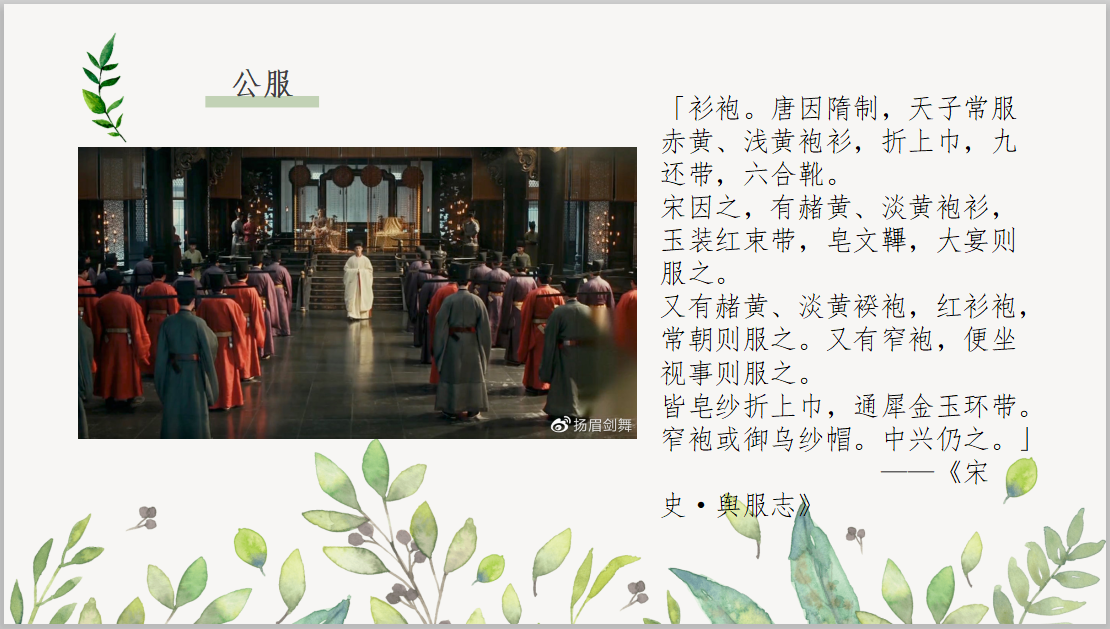 公服
「衫袍。唐因隋制，天子常服
赤黄、浅黄袍衫，折上巾，九
还带，六合靴。
宋因之，有赭黄、淡黄袍衫，
玉装红束带，皂文鞸，大宴则
服之。
又有赭黄、淡黄䙆袍，红衫袍，
常朝则服之。又有窄袍，便坐
视事则服之。
皆皂纱折上巾，通犀金玉环带。
窄袍或御乌纱帽。中兴仍之。」
——《宋
史·舆服志》
扬眉剑舞